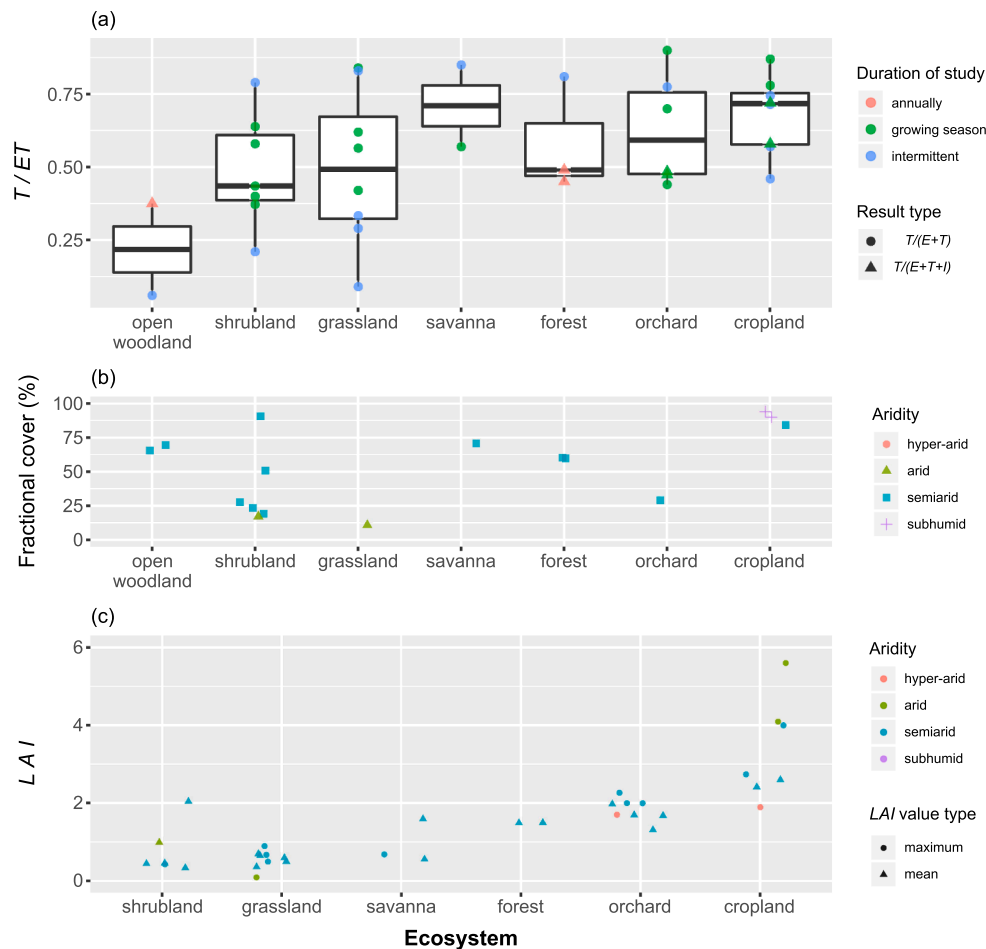 (a)
T / ET
0.75
0.50
0.25
open woodland
shrubland
grassland
savanna
forest
orchard
cropland
Duration of study
annually
growing season
intermittent
Result type
T/(E+T)
T/(E+T+I)
(b)
Fractional cover (%)
100
75
50
25
0
open woodland
shrubland
grassland
savanna
forest
orchard
cropland
Aridity
hyper-arid
arid
semiarid
subhumid
(c)
L A I
6
4
2
0
shrubland
grassland
savanna
forest
orchard
cropland
Ecosystem
Aridity
hyper-arid
arid
semiarid
subhumid
LAI value type
maximum
mean